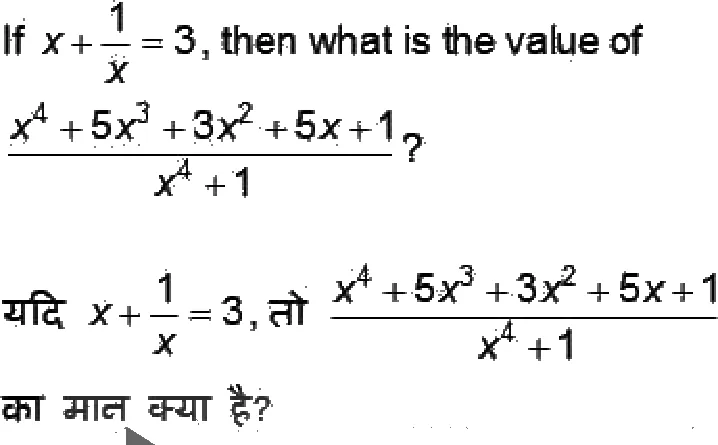 If x + 1/x = 3, then what is the value of
(x⁴ + 5x³ + 3x² + 5x + 1)/(x⁴ + 1) ?
यदि x + 1/x = 3, तो (x⁴ + 5x³ + 3x² + 5x + 1)/(x⁴ + 1)
का मान क्या है?